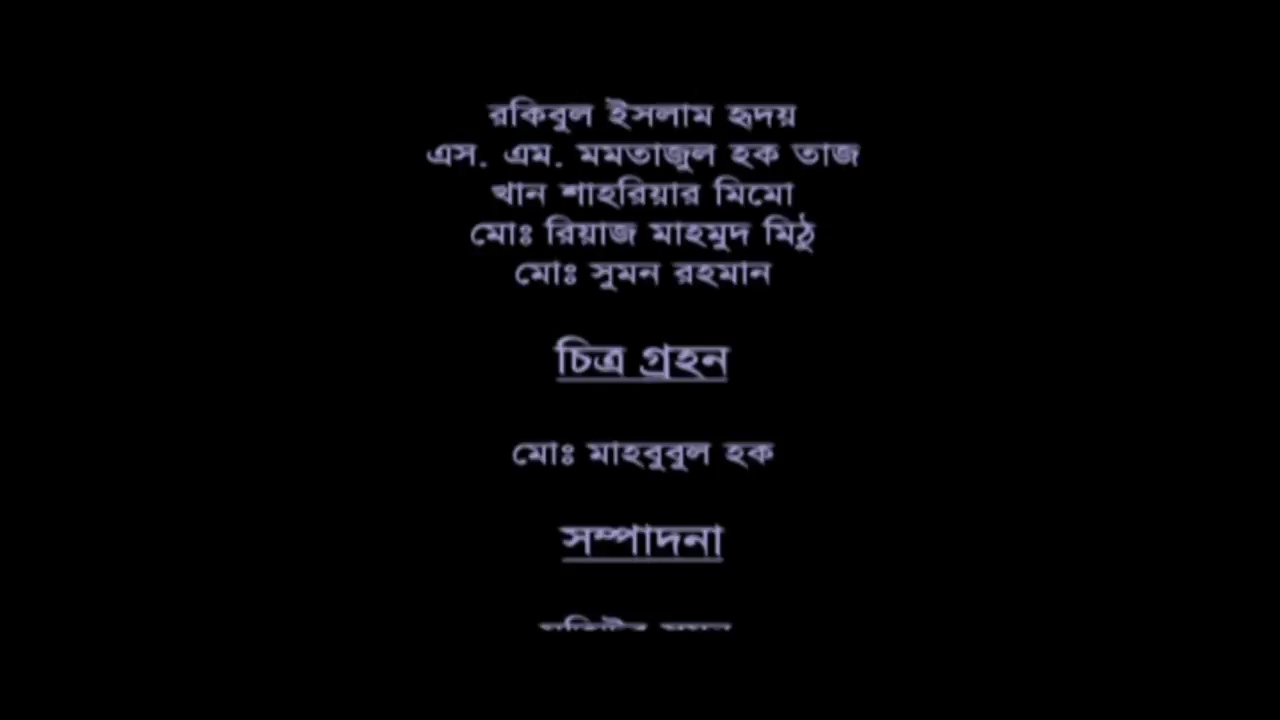 রকিবুল ইসলাম হৃদয়
এস. এম. মমতাজুল হক তাজ
খান শাহরিয়ার মিমো
মোঃ রিয়াজ মাহমুদ মিঠু
মোঃ সুমন রহমান
চিত্র গ্রহন
মোঃ মাহবুবুল হক
সম্পাদনা